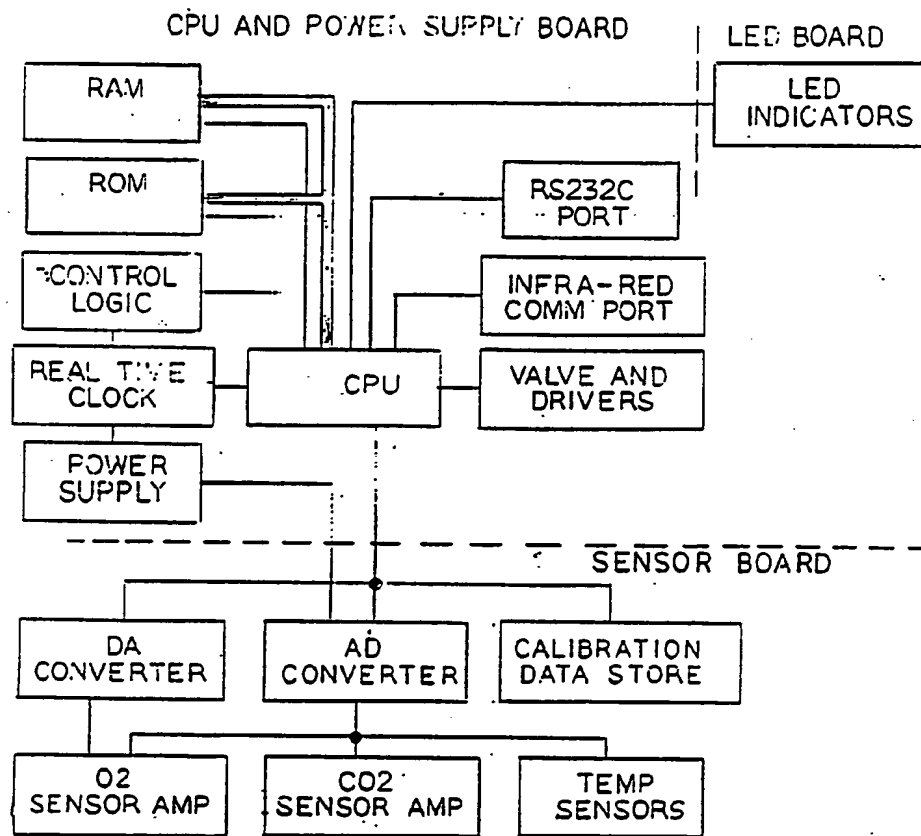 CPU AND POWER SUPPLY BOARD
LED BOARD
RAM
LED
INDICATORS
ROM
RS232C
PORT
CONTROL
LOGIC
INFRA-RED
COMM PORT
REAL TIME
CLOCK
CPU
VALVE AND
DRIVERS
POWER
SUPPLY
SENSOR BOARD
DA
CONVERTER
AD
CONVERTER
CALIBRATION
DATA STORE
O2
SENSOR AMP
CO2
SENSOR AMP
TEMP
SENSORS